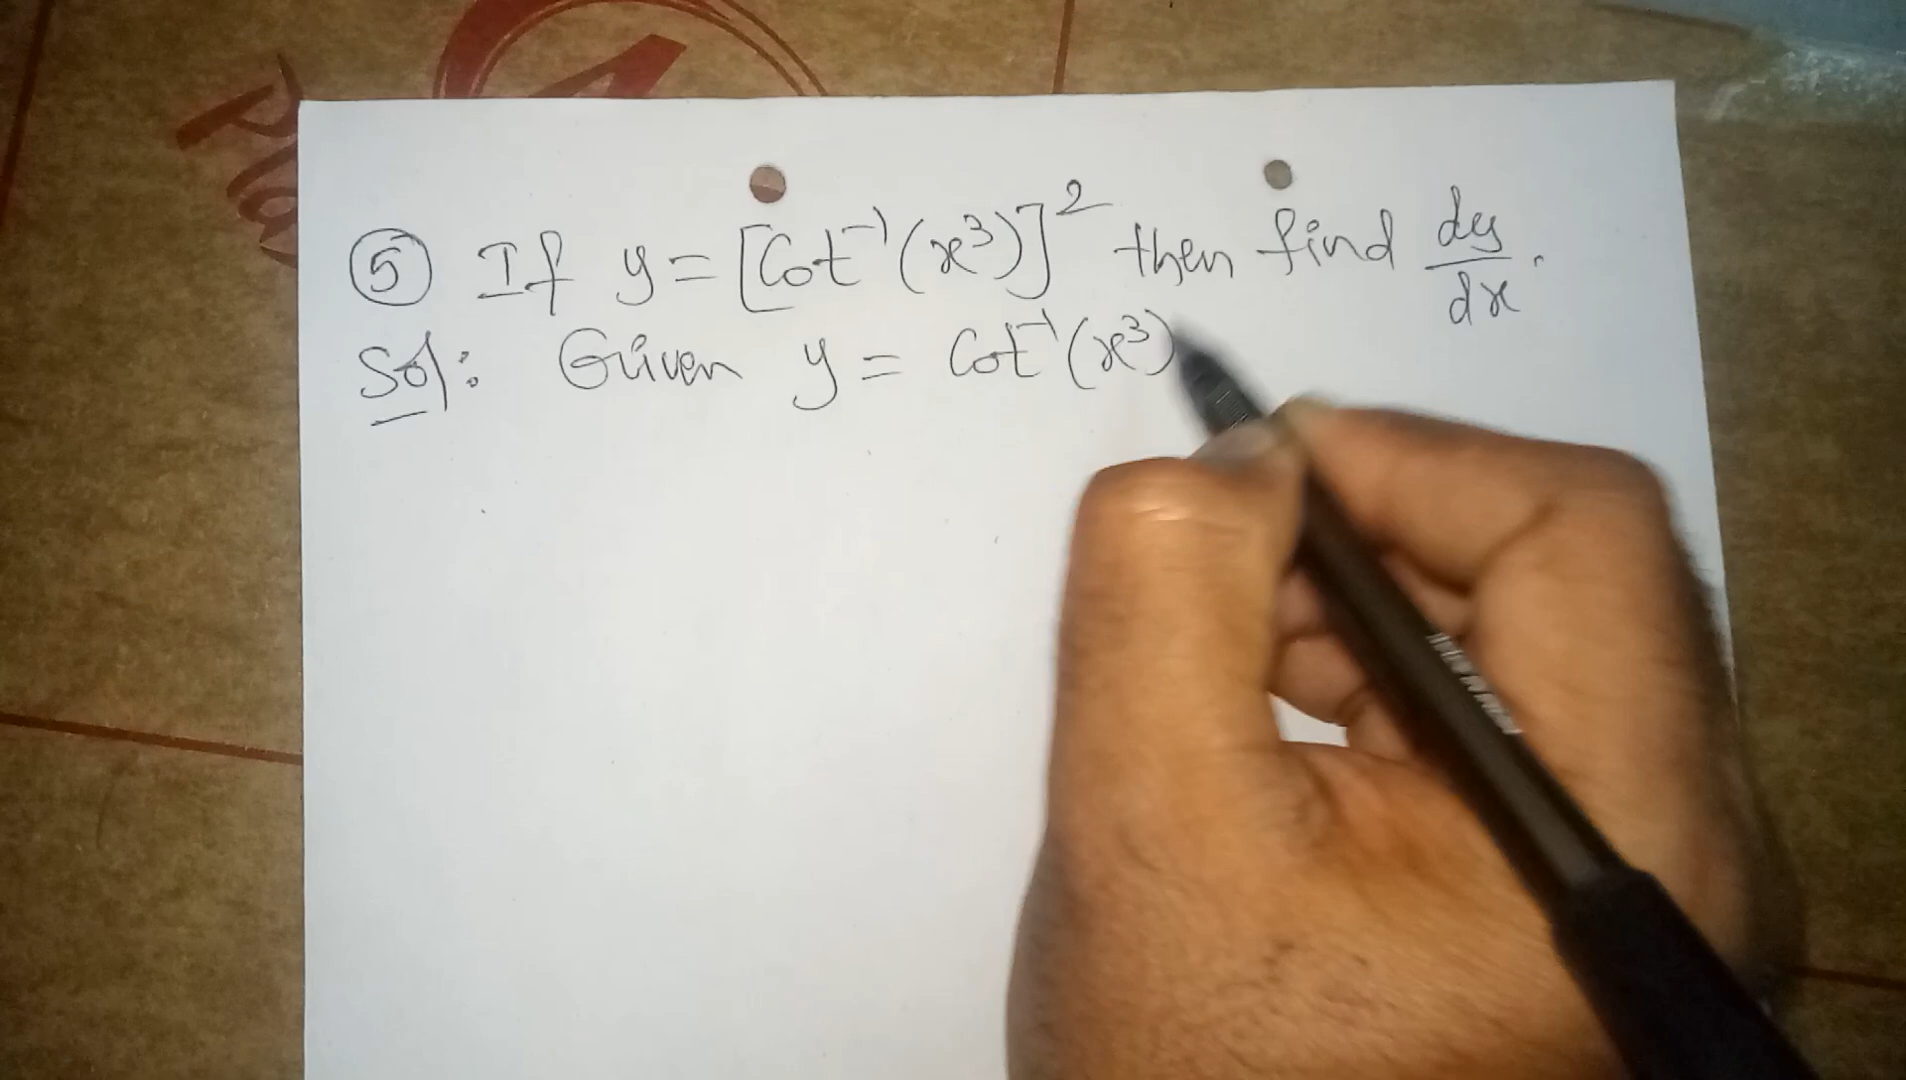 5 If y = [Cot⁻¹(x³)]² then find dy/dx.
Sol: Given y = Cot⁻¹(x³)